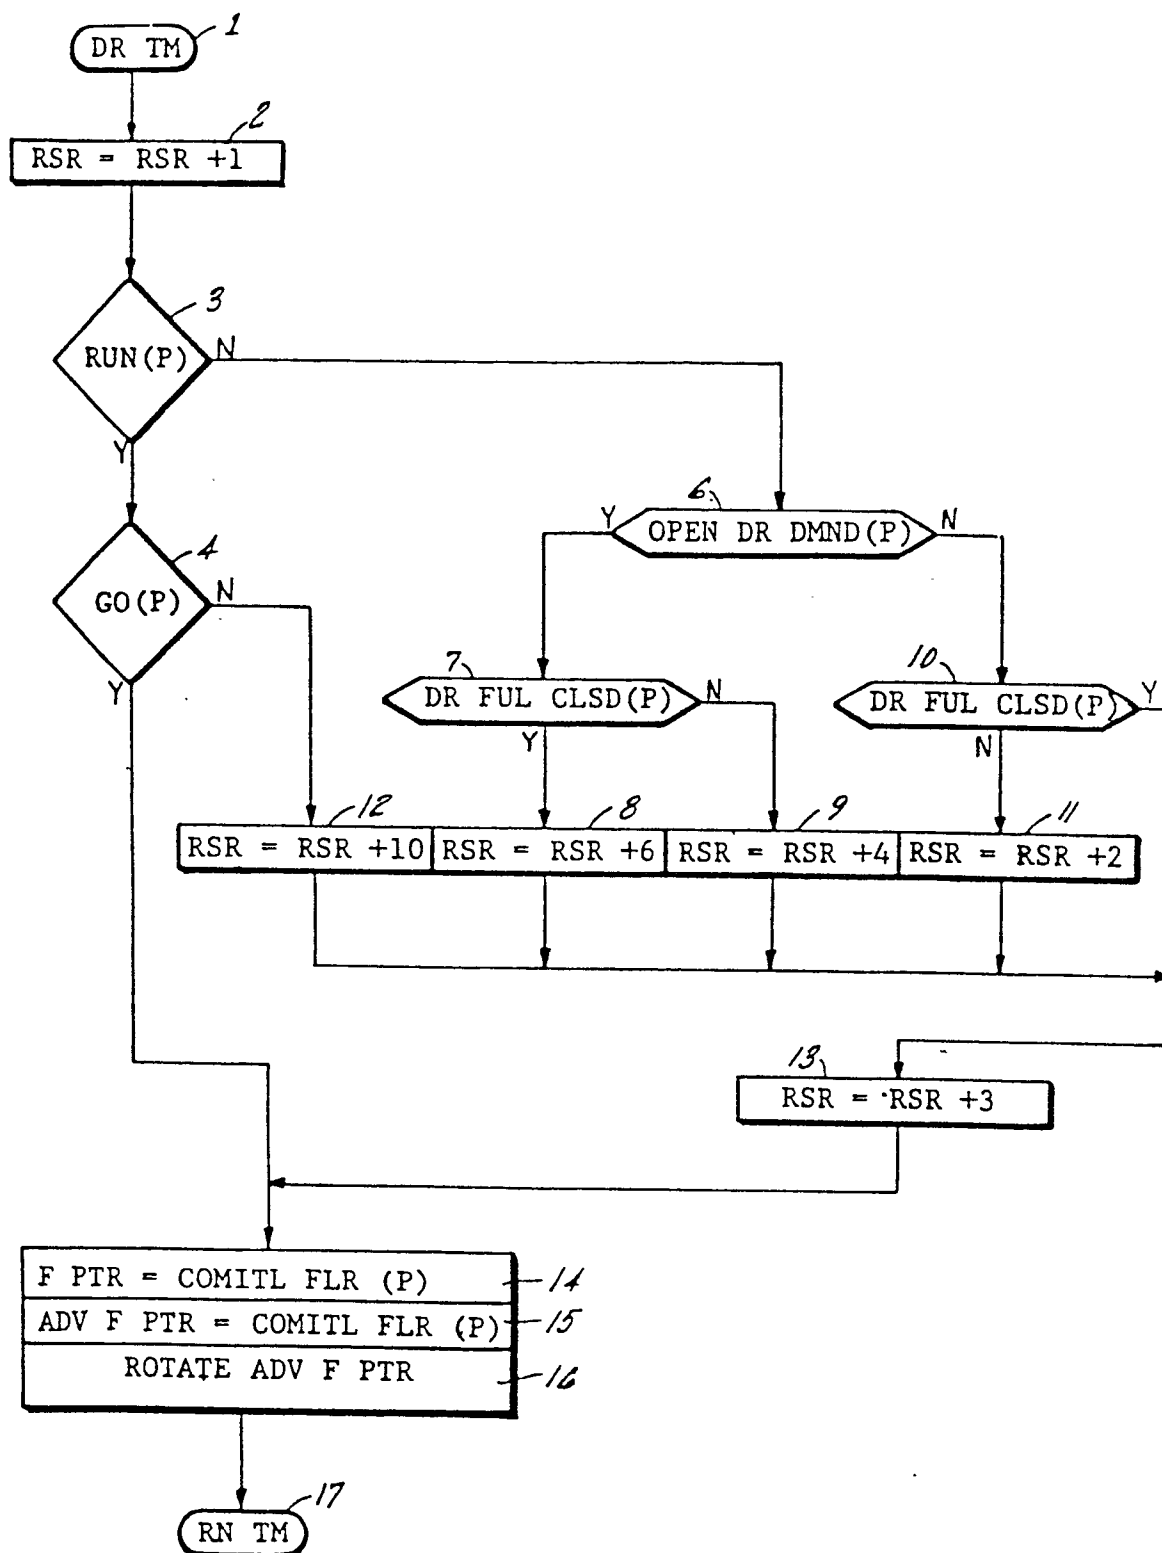 1
DR TM
2
RSR = RSR +1
3
RUN(P)
N
Y
6
Y
OPEN DR DMND(P)
N
4
GO(P)
N
Y
7
DR FUL CLSD(P)
N
Y
10
DR FUL CLSD(P)
Y
N
12
8
9
11
RSR = RSR +10
RSR = RSR +6
RSR = RSR +4
RSR = RSR +2
13
RSR = RSR +3
F PTR = COMITL FLR (P)
14
ADV F PTR = COMITL FLR (P)
15
ROTATE ADV F PTR
16
17
RN TM